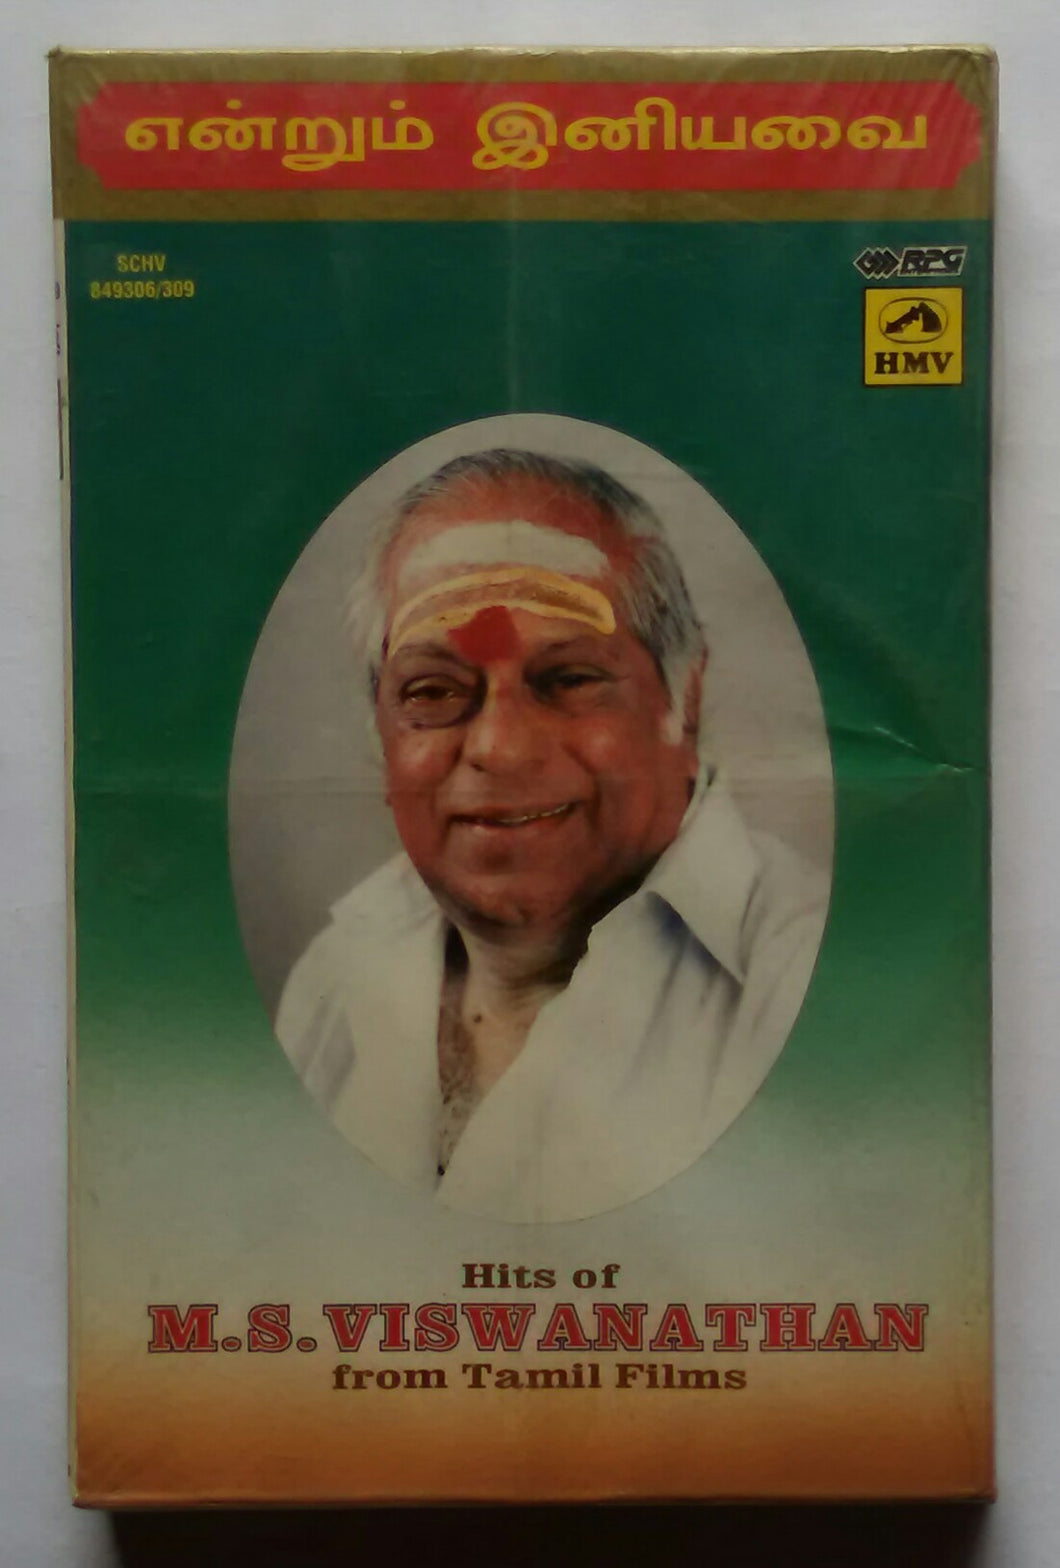 என்றும் இனியவை
SCHV
849306/309
RPG
HMV
Hits of
M.S.VISWANATHAN
from Tamil Films